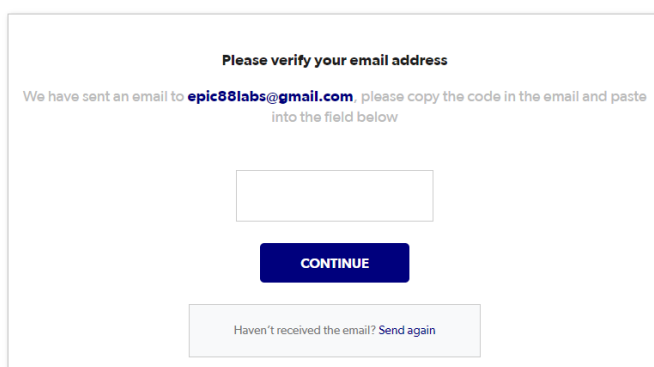 Please verify your email address
We have sent an email to epic88labs@gmail.com, please copy the code in the email and paste
into the field below
CONTINUE
Haven't received the email? Send again